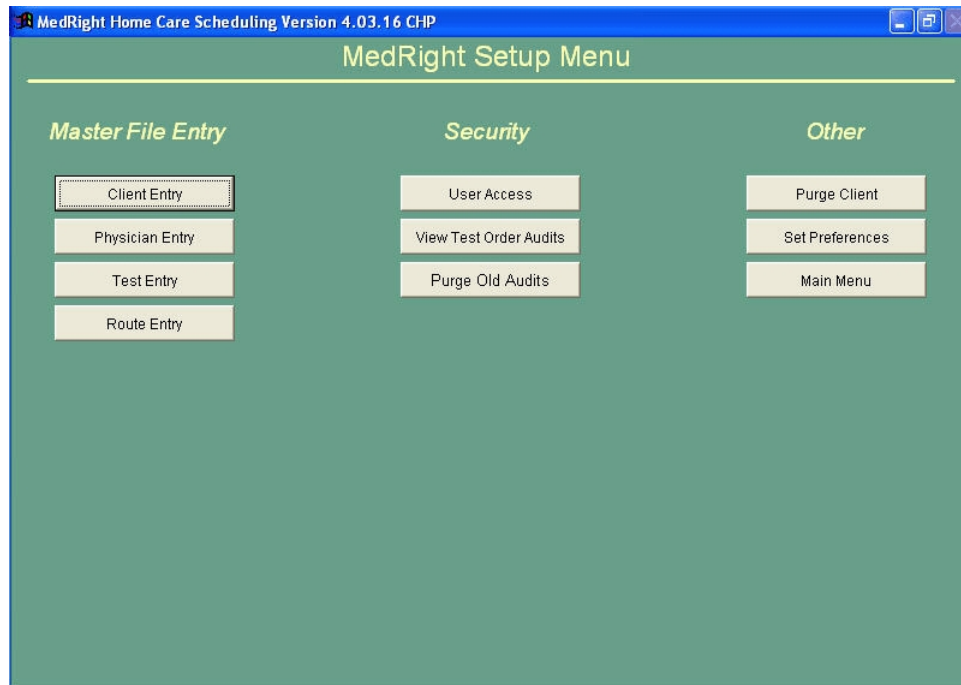 MedRight Home Care Scheduling Version 4.03.16 CHP
MedRight Setup Menu
Master File Entry
Client Entry
Physician Entry
Test Entry
Route Entry
Security
User Access
View Test Order Audits
Purge Old Audits
Other
Purge Client
Set Preferences
Main Menu